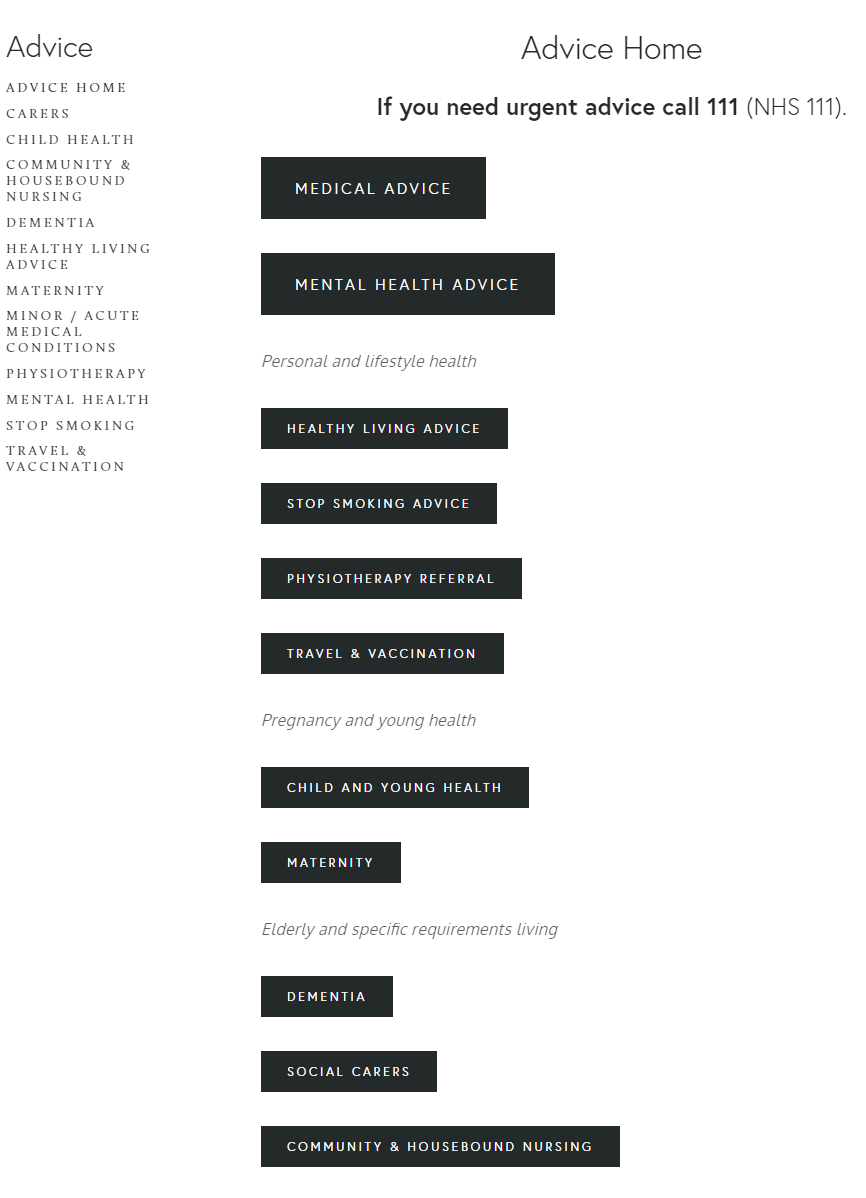 Advice
ADVICE HOME
CARERS
CHILD HEALTH
COMMUNITY &
HOUSEBOUND
NURSING
DEMENTIA
HEALTHY LIVING
ADVICE
MATERNITY
MINOR / ACUTE
MEDICAL
CONDITIONS
PHYSIOTHERAPY
MENTAL HEALTH
STOP SMOKING
TRAVEL &
VACCINATION
Advice Home
If you need urgent advice call 111 (NHS 111).
MEDICAL ADVICE
MENTAL HEALTH ADVICE
Personal and lifestyle health
HEALTHY LIVING ADVICE
STOP SMOKING ADVICE
PHYSIOTHERAPY REFERRAL
TRAVEL & VACCINATION
Pregnancy and young health
CHILD AND YOUNG HEALTH
MATERNITY
Elderly and specific requirements living
DEMENTIA
SOCIAL CARERS
COMMUNITY & HOUSEBOUND NURSING